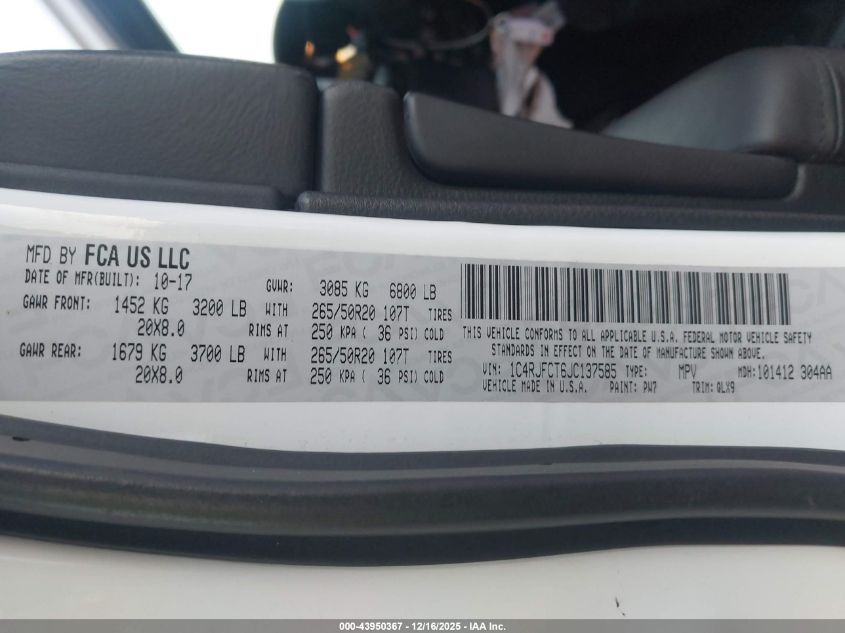 MFD BY FCA US LLC
DATE OF MFR(BUILT): 10-17 GVWR: 3085 KG 6800 LB
GAWR FRONT: 1452 KG 3200 LB WITH 265/50R20 107T TIRES
20X8.0 RIMS AT 250 KPA ( 36 PSI) COLD
GAWR REAR: 1679 KG 3700 LB WITH 265/50R20 107T TIRES
20X8.0 RIMS AT 250 KPA ( 36 PSI) COLD
THIS VEHICLE CONFORMS TO ALL APPLICABLE U.S.A. FEDERAL MOTOR VEHICLE SAFETY
STANDARDS IN EFFECT ON THE DATE OF MANUFACTURE SHOWN ABOVE.
VIN: 1C4RJFCT6JC137585 TYPE: MPV MDH: 101412 304AA
VEHICLE MADE IN U.S.A. PAINT: PW7 TRIM: QLX9
000-43950367 - 12/16/2025 - IAA Inc.